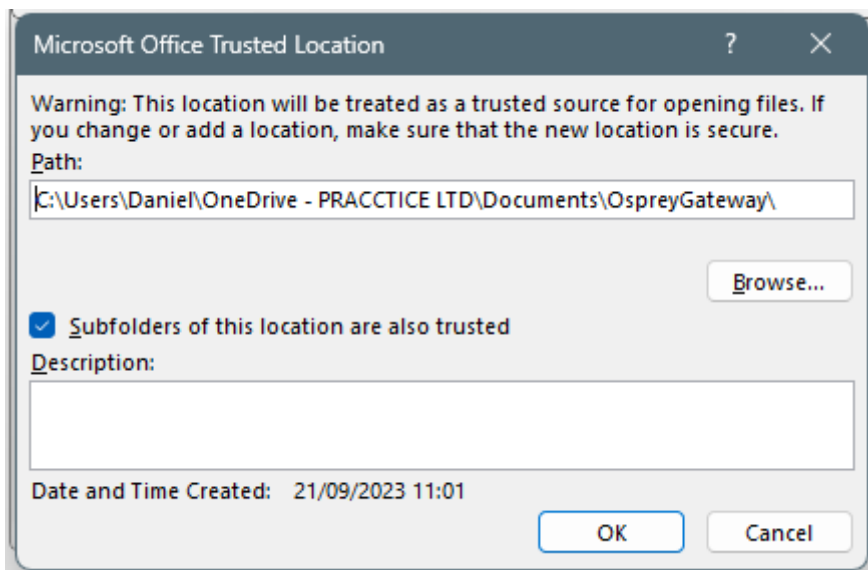 Microsoft Office Trusted Location
Warning: This location will be treated as a trusted source for opening files. If
you change or add a location, make sure that the new location is secure.
Path:
C:\Users\Daniel\OneDrive - PRACCTICE LTD\Documents\OspreyGateway\
Browse...
Subfolders of this location are also trusted
Description:
Date and Time Created: 21/09/2023 11:01
OK Cancel